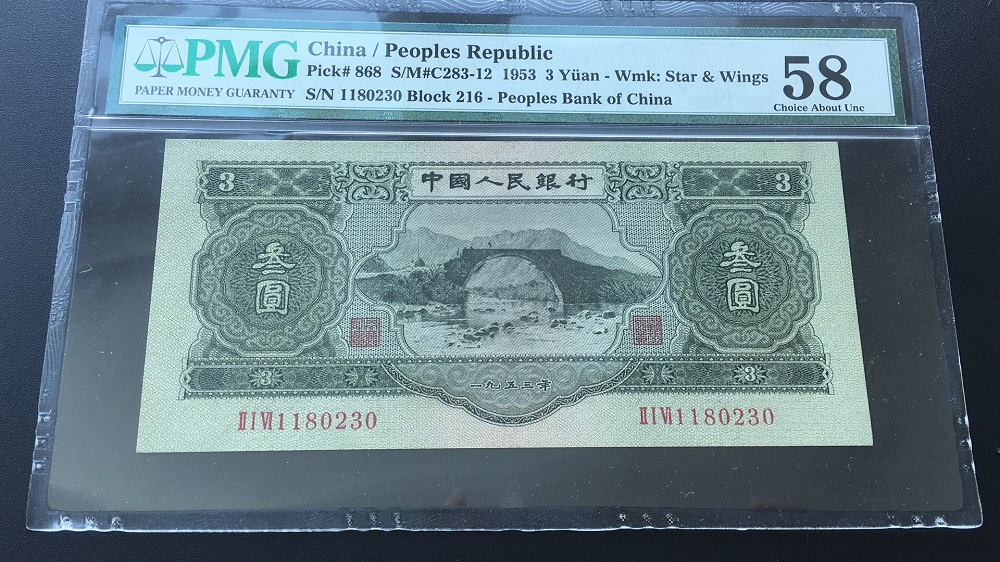 PMG
PAPER MONEY GUARANTY
China / Peoples Republic
Pick# 868 S/M#C283-12 1953 3 Yüan - Wmk: Star & Wings
S/N 1180230 Block 216 - Peoples Bank of China
58
Choice About Unc
3
中國人民銀行
3
叁圓
叁圓
3
一九五三年
3
ⅡⅠⅥ1180230
ⅡⅠⅥ1180230